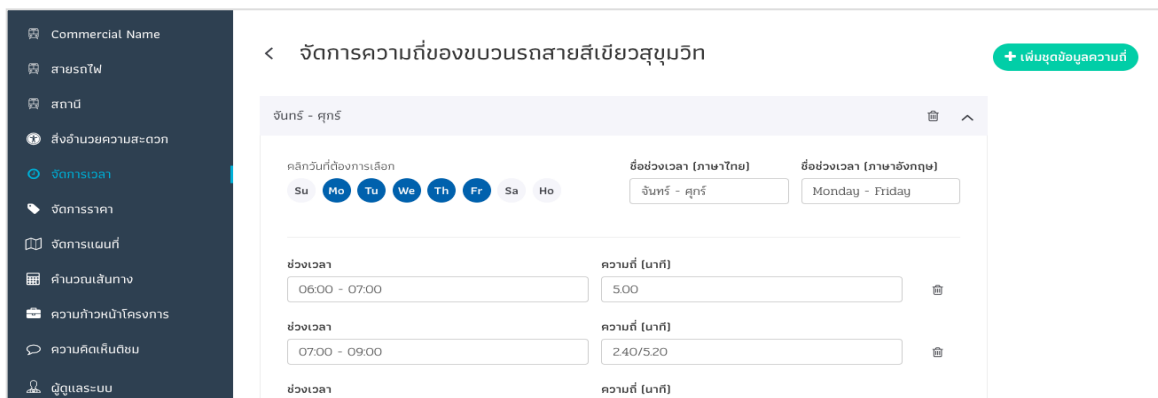 Commercial Name
สายรถไฟ
สถานี
สิ่งอำนวยความสะดวก
จัดการเวลา
จัดการราคา
จัดการแผนที่
คำนวณเส้นทาง
ความก้าวหน้าโครงการ
ความคิดเห็นติชม
ผู้ดูแลระบบ
< จัดการความถี่ของขบวนรถสายสีเขียวสุขุมวิท
+ เพิ่มชุดข้อมูลความถี่
จันทร์ - ศุกร์
คลิกวันที่ต้องการเลือก
Su Mo Tu We Th Fr Sa Ho
ชื่อช่วงเวลา (ภาษาไทย) ชื่อช่วงเวลา (ภาษาอังกฤษ)
จันทร์ - ศุกร์ Monday - Friday
ช่วงเวลา ความถี่ (นาที)
06:00 - 07:00 5.00
ช่วงเวลา ความถี่ (นาที)
07:00 - 09:00 2.40/5.20
ช่วงเวลา ความถี่ (นาที)